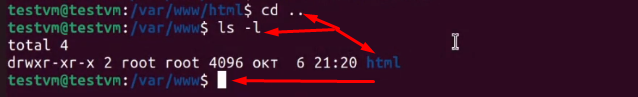 testvm@testvm:/var/www/html$ cd ..
testvm@testvm:/var/www$ ls -l
total 4
drwxr-xr-x 2 root root 4096 окт  6 21:20 html
testvm@testvm:/var/www$